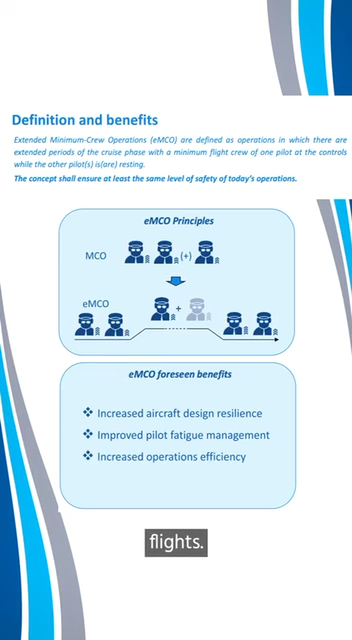 Definition and benefits
Extended Minimum-Crew Operations (eMCO) are defined as operations in which there are
extended periods of the cruise phase with a minimum flight crew of one pilot at the controls
while the other pilot(s) is(are) resting.
The concept shall ensure at least the same level of safety of today's operations.
eMCO Principles
MCO
(+)
eMCO
+
eMCO foreseen benefits
❖ Increased aircraft design resilience
❖ Improved pilot fatigue management
❖ Increased operations efficiency
flights.